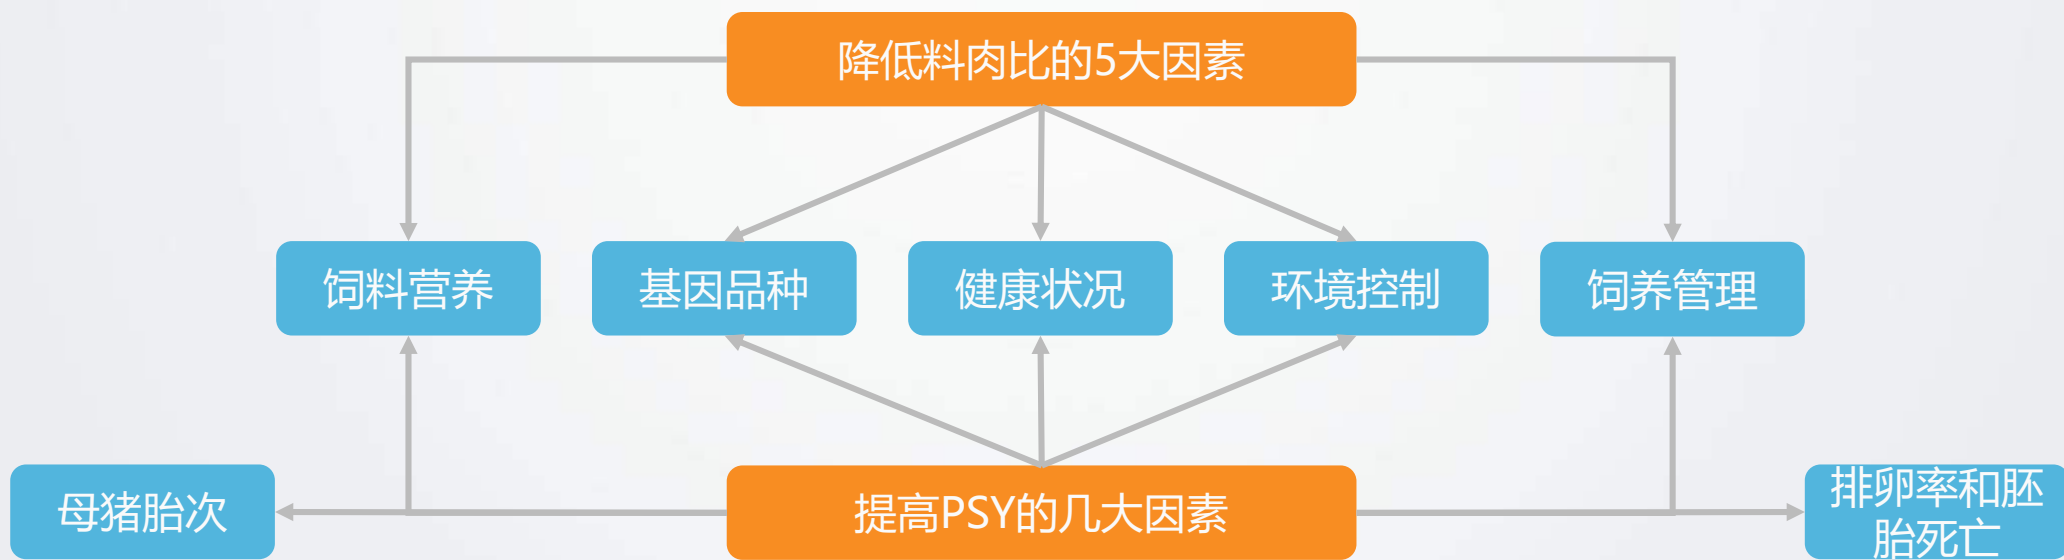 降低料肉比的5大因素
饲料营养
基因品种
健康状况
环境控制
饲养管理
母猪胎次
提高PSY的几大因素
排卵率和胚
胎死亡